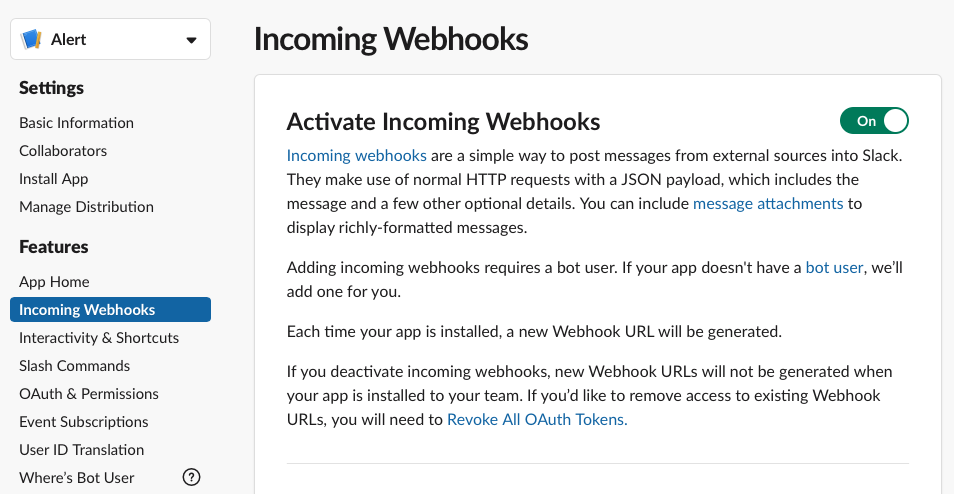 Alert
Settings
Basic Information
Collaborators
Install App
Manage Distribution
Features
App Home
Incoming Webhooks
Interactivity & Shortcuts
Slash Commands
OAuth & Permissions
Event Subscriptions
User ID Translation
Where’s Bot User
?
Incoming Webhooks
Activate Incoming Webhooks
On
Incoming webhooks are a simple way to post messages from external sources into Slack.
They make use of normal HTTP requests with a JSON payload, which includes the
message and a few other optional details. You can include message attachments to
display richly-formatted messages.
Adding incoming webhooks requires a bot user. If your app doesn't have a bot user, we’ll
add one for you.
Each time your app is installed, a new Webhook URL will be generated.
If you deactivate incoming webhooks, new Webhook URLs will not be generated when
your app is installed to your team. If you’d like to remove access to existing Webhook
URLs, you will need to Revoke All OAuth Tokens.